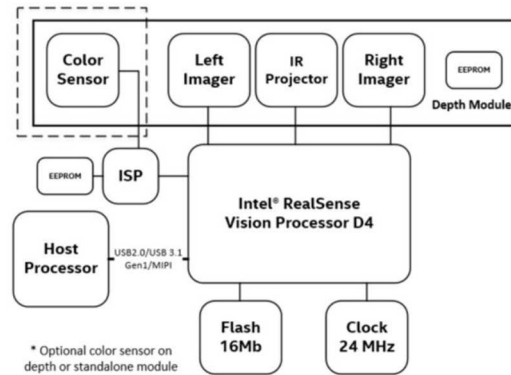 Color
Sensor
Left
Imager
IR
Projector
Right
Imager
EEPROM
Depth Module
EEPROM
ISP
Intel® RealSense
Vision Processor D4
Host
Processor
USB2.0/USB 3.1
Gen1/MIPI
Flash
16Mb
Clock
24 MHz
* Optional color sensor on
depth or standalone module